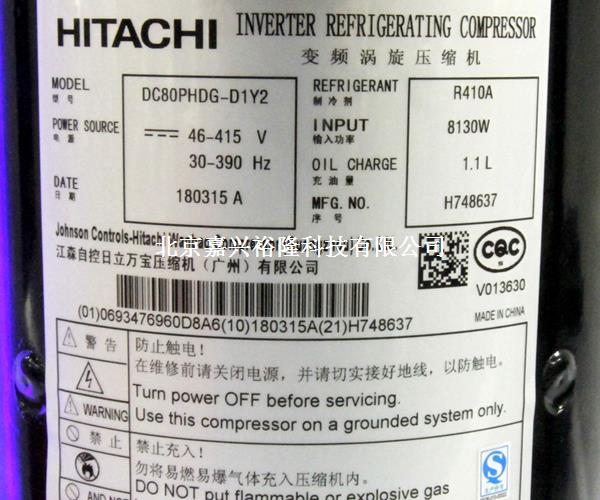 HITACHI INVERTER REFRIGERATING COMPRESSOR
变频涡旋压缩机
MODEL DC80PHDG-D1Y2
型号
POWER SOURCE 46-415 V
电源
30-390 Hz
DATE 180315 A
日期
REFRIGERANT R410A
制冷剂
INPUT 8130W
输入功率
OIL CHARGE 1.1 L
充油量
MFG. NO. H748637
序号
Johnson Controls-Hitachi
北京嘉兴裕隆科技有限公司
江森自控日立万宝压缩机（广州）有限公司
CQC
V013630
MADE IN CHINA
(01)0693476960D8A6(10)180315A(21)H748637
警告
防止触电！
在维修前请关闭电源，并请切实接好地线，以防触电。
Turn power OFF before servicing.
WARNING
Use this compressor on a grounded system only.
禁止
禁止充入！
勿将易燃易爆气体充入压缩机内。
AND NO
DO NOT put flammable or explosive gas